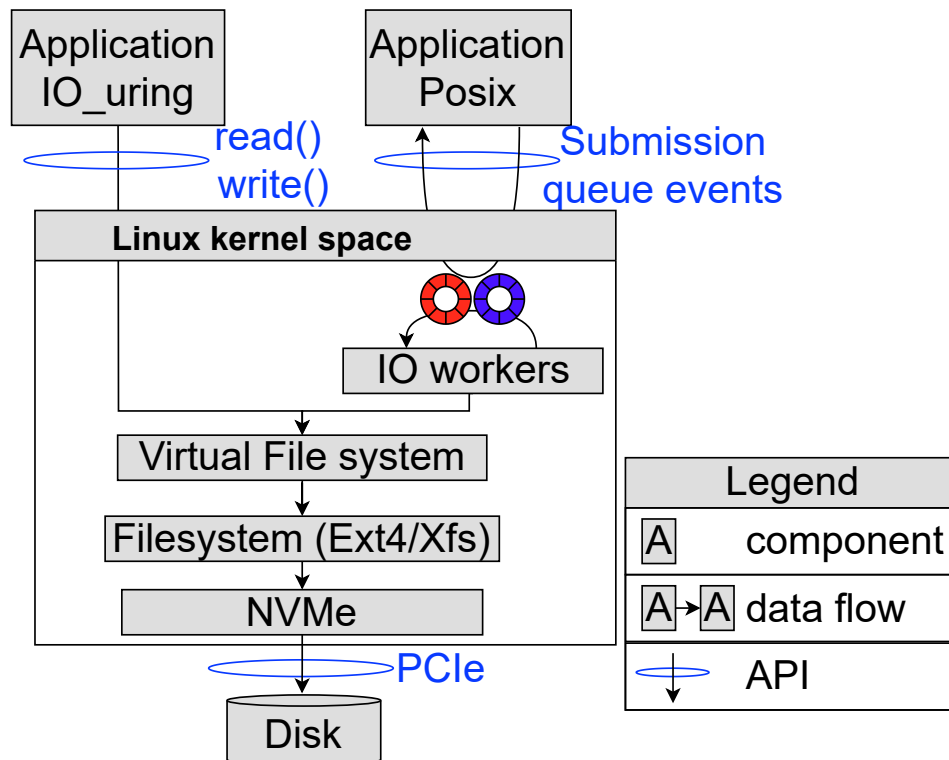 Application
IO_uring
Application
Posix
read()
write()
Submission
queue events
Linux kernel space
IO workers
Virtual File system
Filesystem (Ext4/Xfs)
NVMe
PCIe
Disk
Legend
A component
A A data flow
API